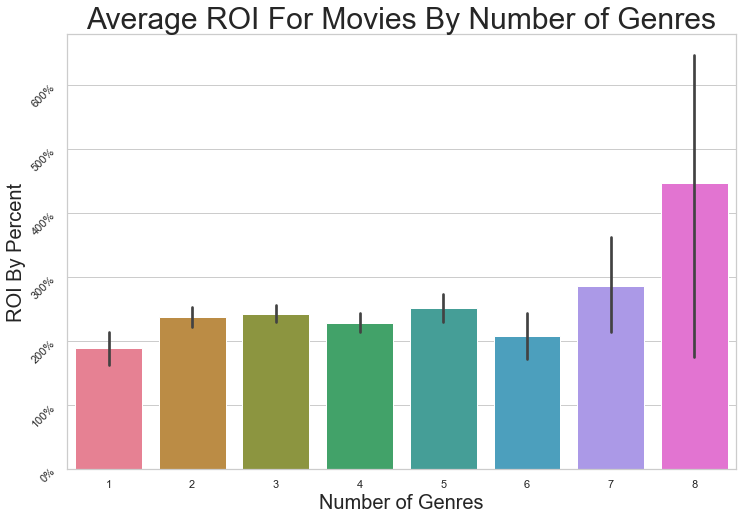 Average ROI For Movies By Number of Genres
ROI By Percent
600%
500%
400%
300%
200%
100%
0%
1 2 3 4 5 6 7 8
Number of Genres